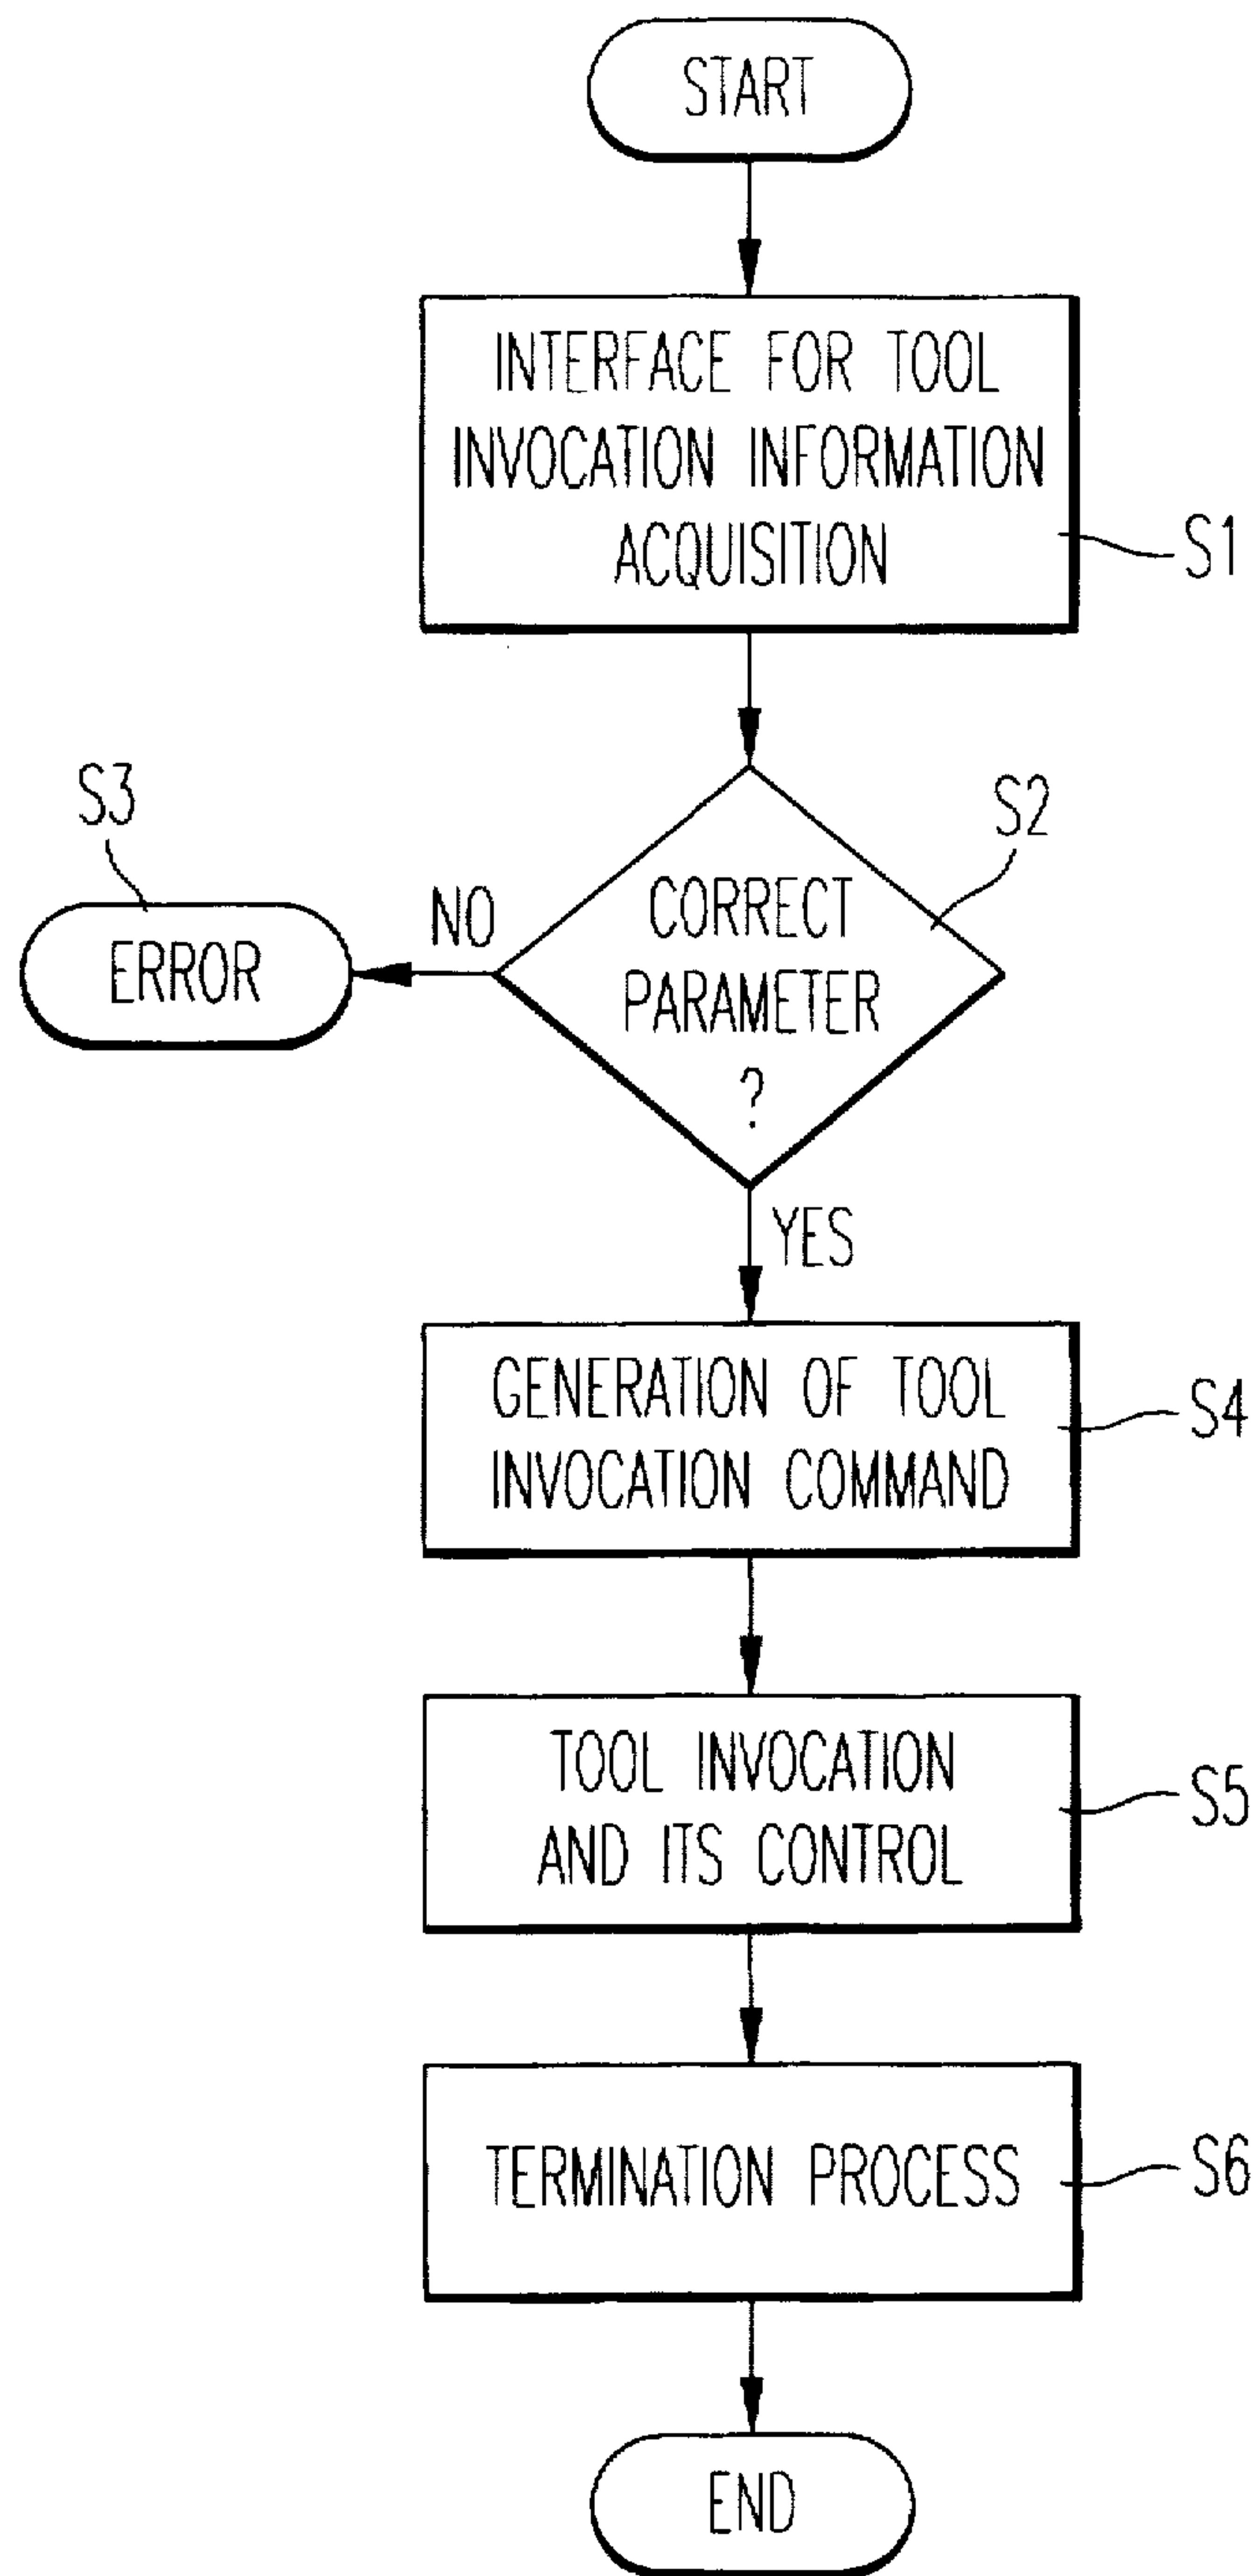 START
INTERFACE FOR TOOL
INVOCATION INFORMATION
ACQUISITION
S1
S3
S2
NO
CORRECT
PARAMETER
?
ERROR
YES
GENERATION OF TOOL
INVOCATION COMMAND
S4
TOOL INVOCATION
AND ITS CONTROL
S5
TERMINATION PROCESS
S6
END